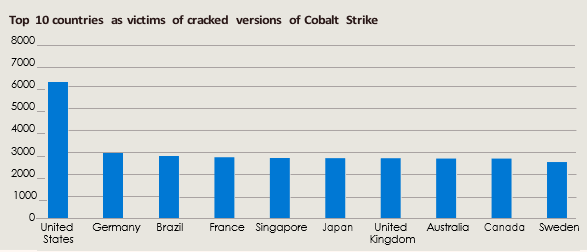 Top 10 countries as victims of cracked versions of Cobalt Strike
8000
7000
6000
5000
4000
3000
2000
1000
0
United States
Germany
Brazil
France
Singapore
Japan
United Kingdom
Australia
Canada
Sweden